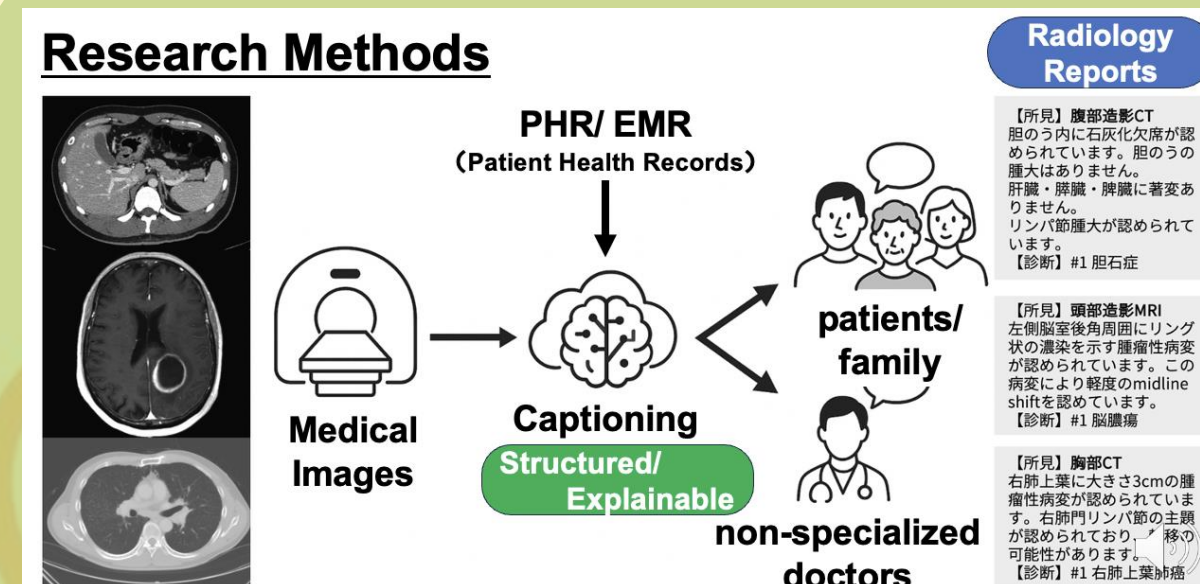 Research Methods
PHR/ EMR
（Patient Health Records）
Medical
Images
Captioning
Structured/
Explainable
patients/
family
non-specialized
doctors
Radiology
Reports
【所見】腹部造影CT
胆のう内に石灰化欠席が認
められています。胆のうの
腫大はありません。
肝臓・膵臓・脾臓に著変あ
りません。
リンパ節腫大が認められて
います。
【診断】#1 胆石症
【所見】頭部造影MRI
左側脳室後角周囲にリング
状の濃染を示す腫瘤性病変
が認められています。この
病変により軽度のmidline
shiftを認めています。
【診断】#1 脳膿瘍
【所見】胸部CT
右肺上葉に大きさ3cmの腫
瘤性病変が認められていま
す。右肺門リンパ節の主題
が認められており、移の
可能性があります。
【診断】#1 右肺上葉肺癌